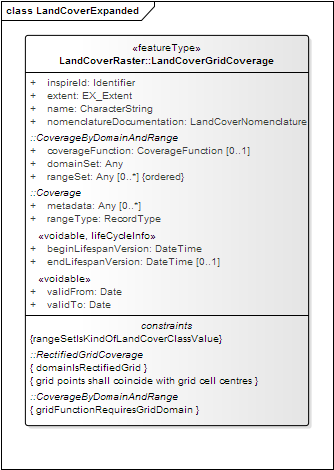 class LandCoverExpanded
«featureType»
LandCoverRaster::LandCoverGridCoverage
+ inspireId: Identifier
+ extent: EX_Extent
+ name: CharacterString
+ nomenclatureDocumentation: LandCoverNomenclature
::CoverageByDomainAndRange
+ coverageFunction: CoverageFunction [0..1]
+ domainSet: Any
+ rangeSet: Any [0..*] {ordered}
::Coverage
+ metadata: Any [0..*]
+ rangeType: RecordType
«voidable, lifeCycleInfo»
+ beginLifespanVersion: DateTime
+ endLifespanVersion: DateTime [0..1]
«voidable»
+ validFrom: Date
+ validTo: Date
constraints
{rangeSetIsKindOfLandCoverClassValue}
::RectifiedGridCoverage
{ domainIsRectifiedGrid }
{ grid points shall coincide with grid cell centres }
::CoverageByDomainAndRange
{ gridFunctionRequiresGridDomain }